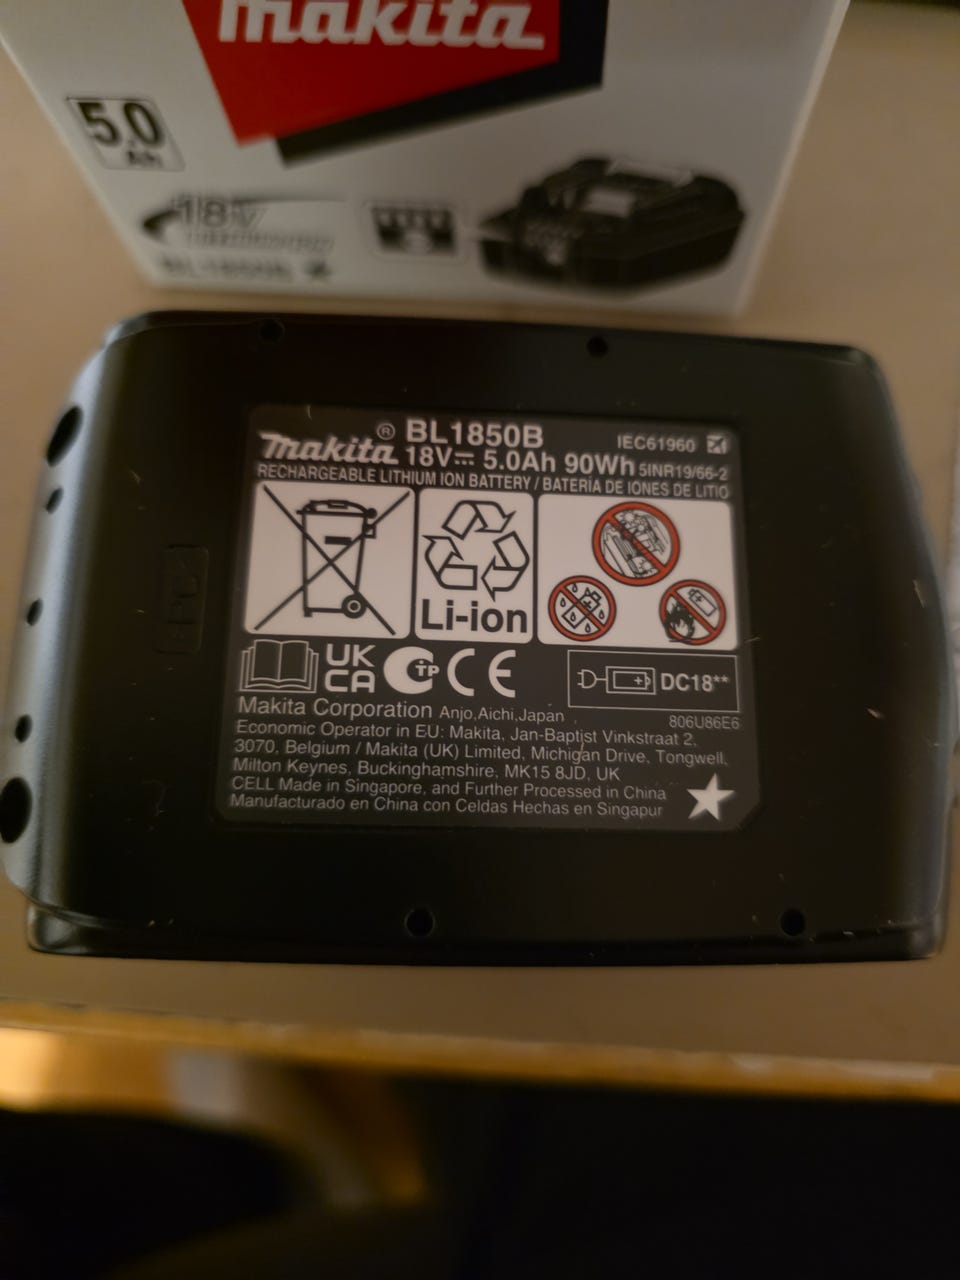 makita
5.0
Ah
18V
BL1850B
makita® BL1850B IEC61960
18V 5.0Ah 90Wh 5INR19/66-2
RECHARGEABLE LITHIUM ION BATTERY / BATERÍA DE IONES DE LITIO
Li-ion
UK
CA
TP
CE
DC18**
Makita Corporation Anjo,Aichi,Japan
806U86E6
Economic Operator in EU: Makita, Jan-Baptist Vinkstraat 2,
3070, Belgium / Makita (UK) Limited, Michigan Drive, Tongwell,
Milton Keynes, Buckinghamshire, MK15 8JD, UK
CELL Made in Singapore, and Further Processed in China
Manufacturado en China con Celdas Hechas en Singapur